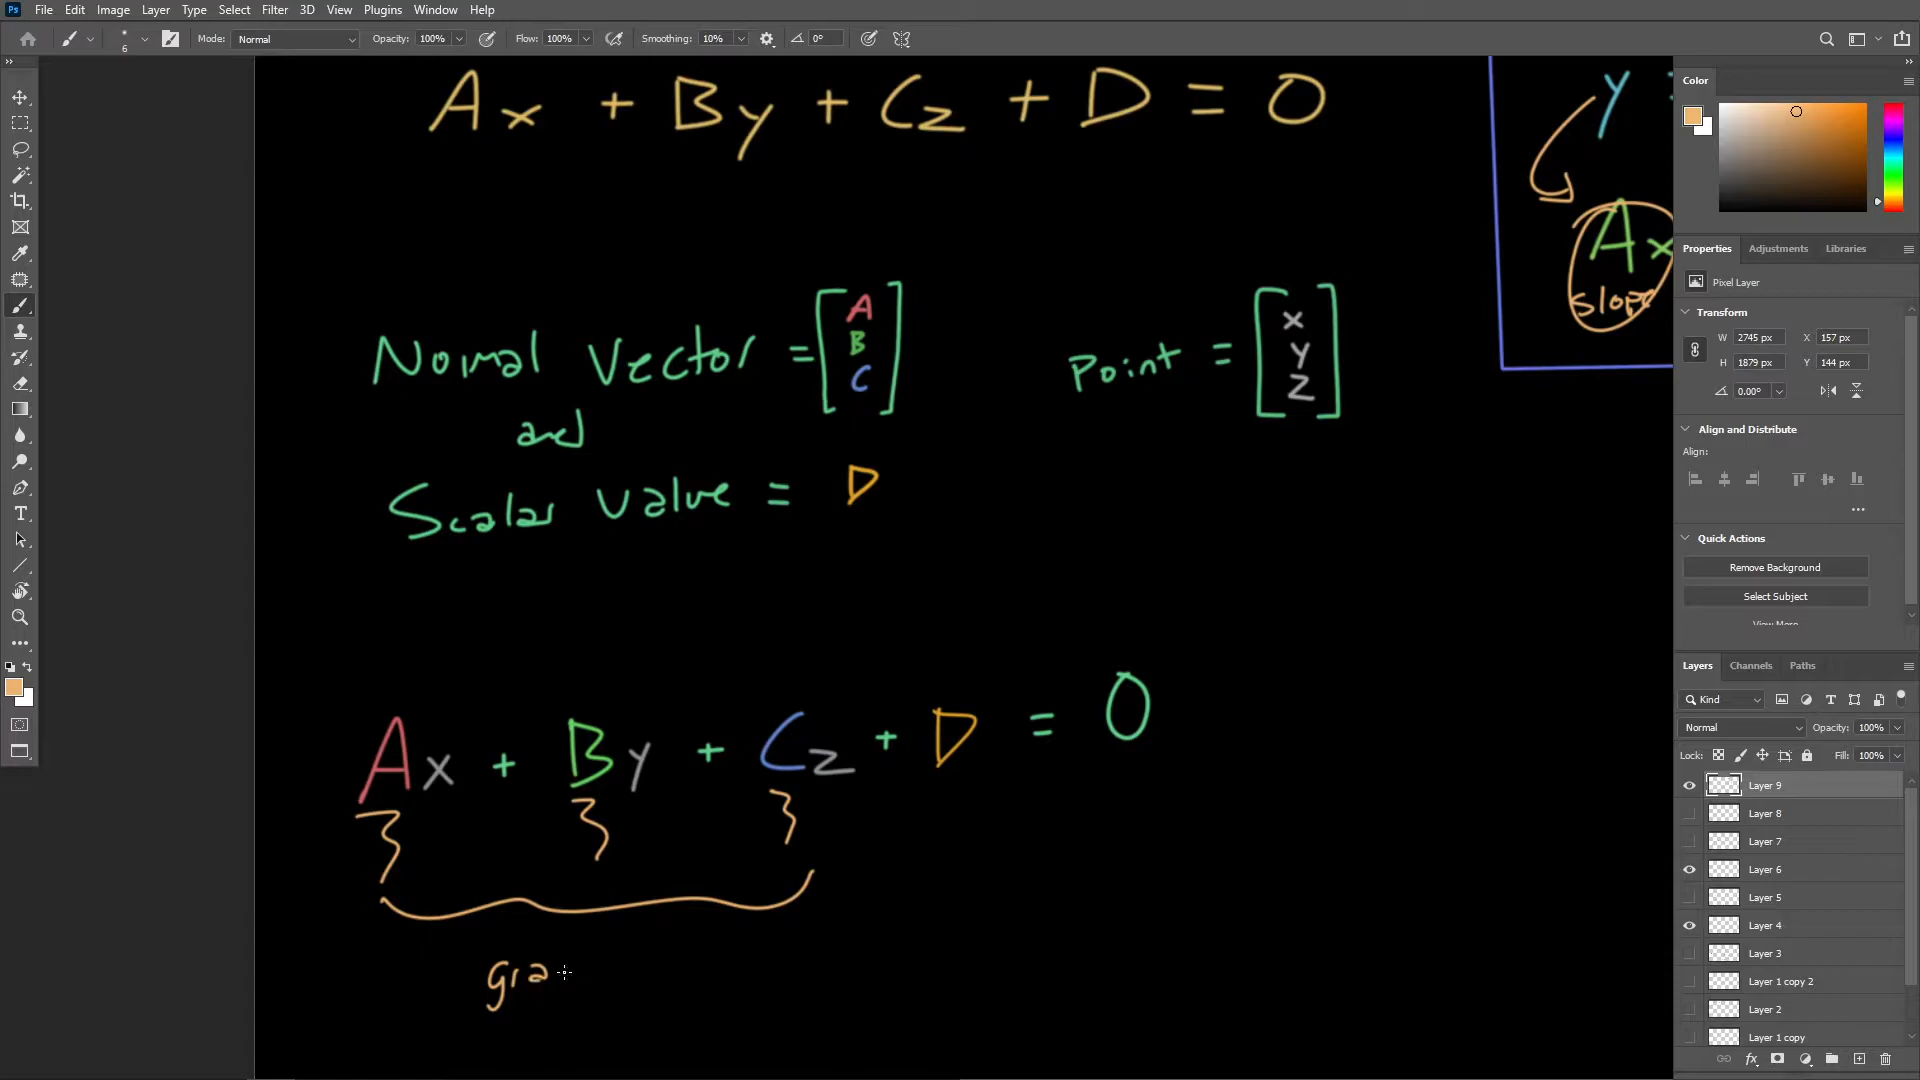 Ps File Edit Image Layer Type Select Filter 3D View Plugins Window Help
6 Mode: Normal Opacity: 100% Flow: 100% Smoothing: 10% 0°
Ax + By + Cz + D = 0
Normal Vector = [A B C]
and
Scalar value = D
Point = [x y z]
Ax + By + Cz + D = 0
gra
y
Ax
slope
Color
Properties Adjustments Libraries
Pixel Layer
Transform
W 2745 px X 157 px
H 1879 px Y 144 px
0.00°
Align and Distribute
Align:
Quick Actions
Remove Background
Select Subject
View More
Layers Channels Paths
Kind
Normal Opacity: 100%
Lock: Fill: 100%
Layer 9
Layer 8
Layer 7
Layer 6
Layer 5
Layer 4
Layer 3
Layer 1 copy 2
Layer 2
Layer 1 copy